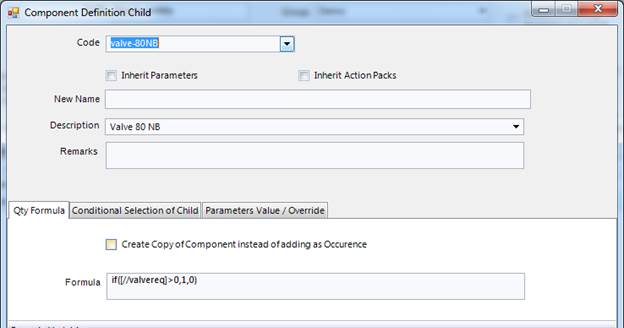 Component Definition Child
Code valve-80NB
Inherit Parameters Inherit Action Packs
New Name
Description Valve 80 NB
Remarks
Qty Formula Conditional Selection of Child Parameters Value / Override
Create Copy of Component instead of adding as Occurence
Formula if([//valvereq]>0,1,0)